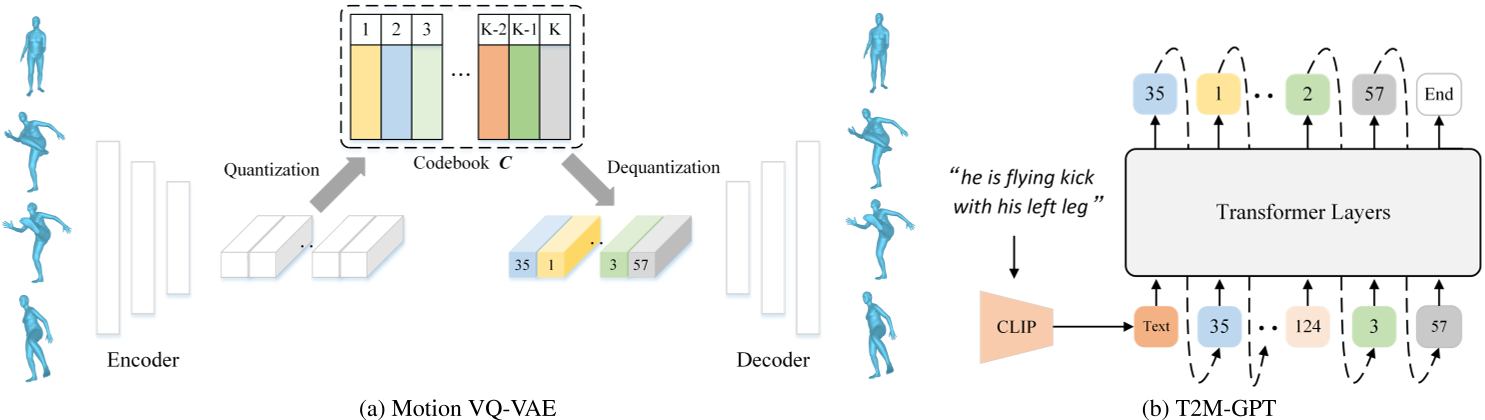 1 2 3 ... K-2 K-1 K
Codebook C
Quantization
Dequantization
35 1 .. 3 57
Encoder
Decoder
(a) Motion VQ-VAE
35 1 .. 2 57 End
“he is flying kick
with his left leg”
Transformer Layers
CLIP
Text 35 .. 124 3 57
(b) T2M-GPT